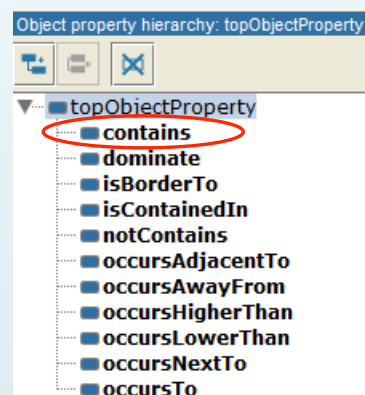 Object property hierarchy: topObjectProperty
topObjectProperty
contains
dominate
isBorderTo
isContainedIn
notContains
occursAdjacentTo
occursAwayFrom
occursHigherThan
occursLowerThan
occursNextTo
occursTo